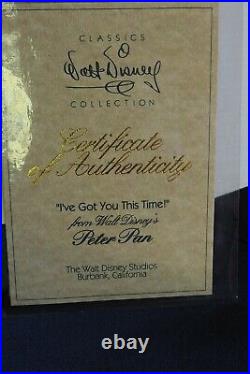 CLASSICS
Walt Disney
COLLECTION
Certificate
of Authenticity
"I've Got You This Time!"
from Walt Disney's
Peter Pan
The Walt Disney Studios
Burbank, California